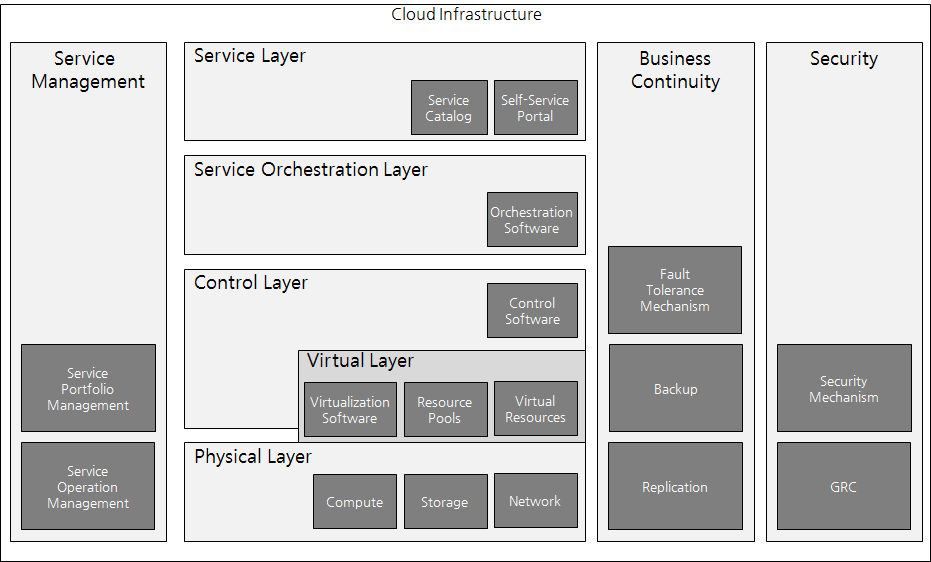 Cloud Infrastructure
Service
Management
Service
Portfolio
Management
Service
Operation
Management
Service Layer
Service
Catalog
Self-Service
Portal
Service Orchestration Layer
Orchestration
Software
Control Layer
Control
Software
Virtual Layer
Virtualization
Software
Resource
Pools
Virtual
Resources
Physical Layer
Compute
Storage
Network
Business
Continuity
Fault
Tolerance
Mechanism
Backup
Replication
Security
Security
Mechanism
GRC